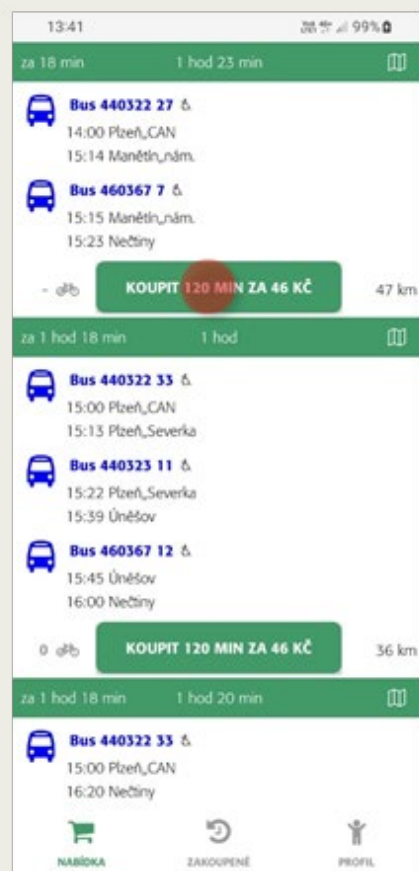 13:41 99%
za 18 min 1 hod 23 min
Bus 440322 27
14:00 Plzeň,,CAN
15:14 Manětín,,nám.
Bus 460367 7
15:15 Manětín,,nám.
15:23 Nečtiny
- KOUPIT 120 MIN ZA 46 KČ 47 km
za 1 hod 18 min 1 hod
Bus 440322 33
15:00 Plzeň,,CAN
15:13 Plzeň,,Severka
Bus 440323 11
15:22 Plzeň,,Severka
15:39 Úněšov
Bus 460367 12
15:45 Úněšov
16:00 Nečtiny
0 KOUPIT 120 MIN ZA 46 KČ 36 km
za 1 hod 18 min 1 hod 20 min
Bus 440322 33
15:00 Plzeň,,CAN
16:20 Nečtiny
NABÍDKA ZAKOUPENÉ PROFIL